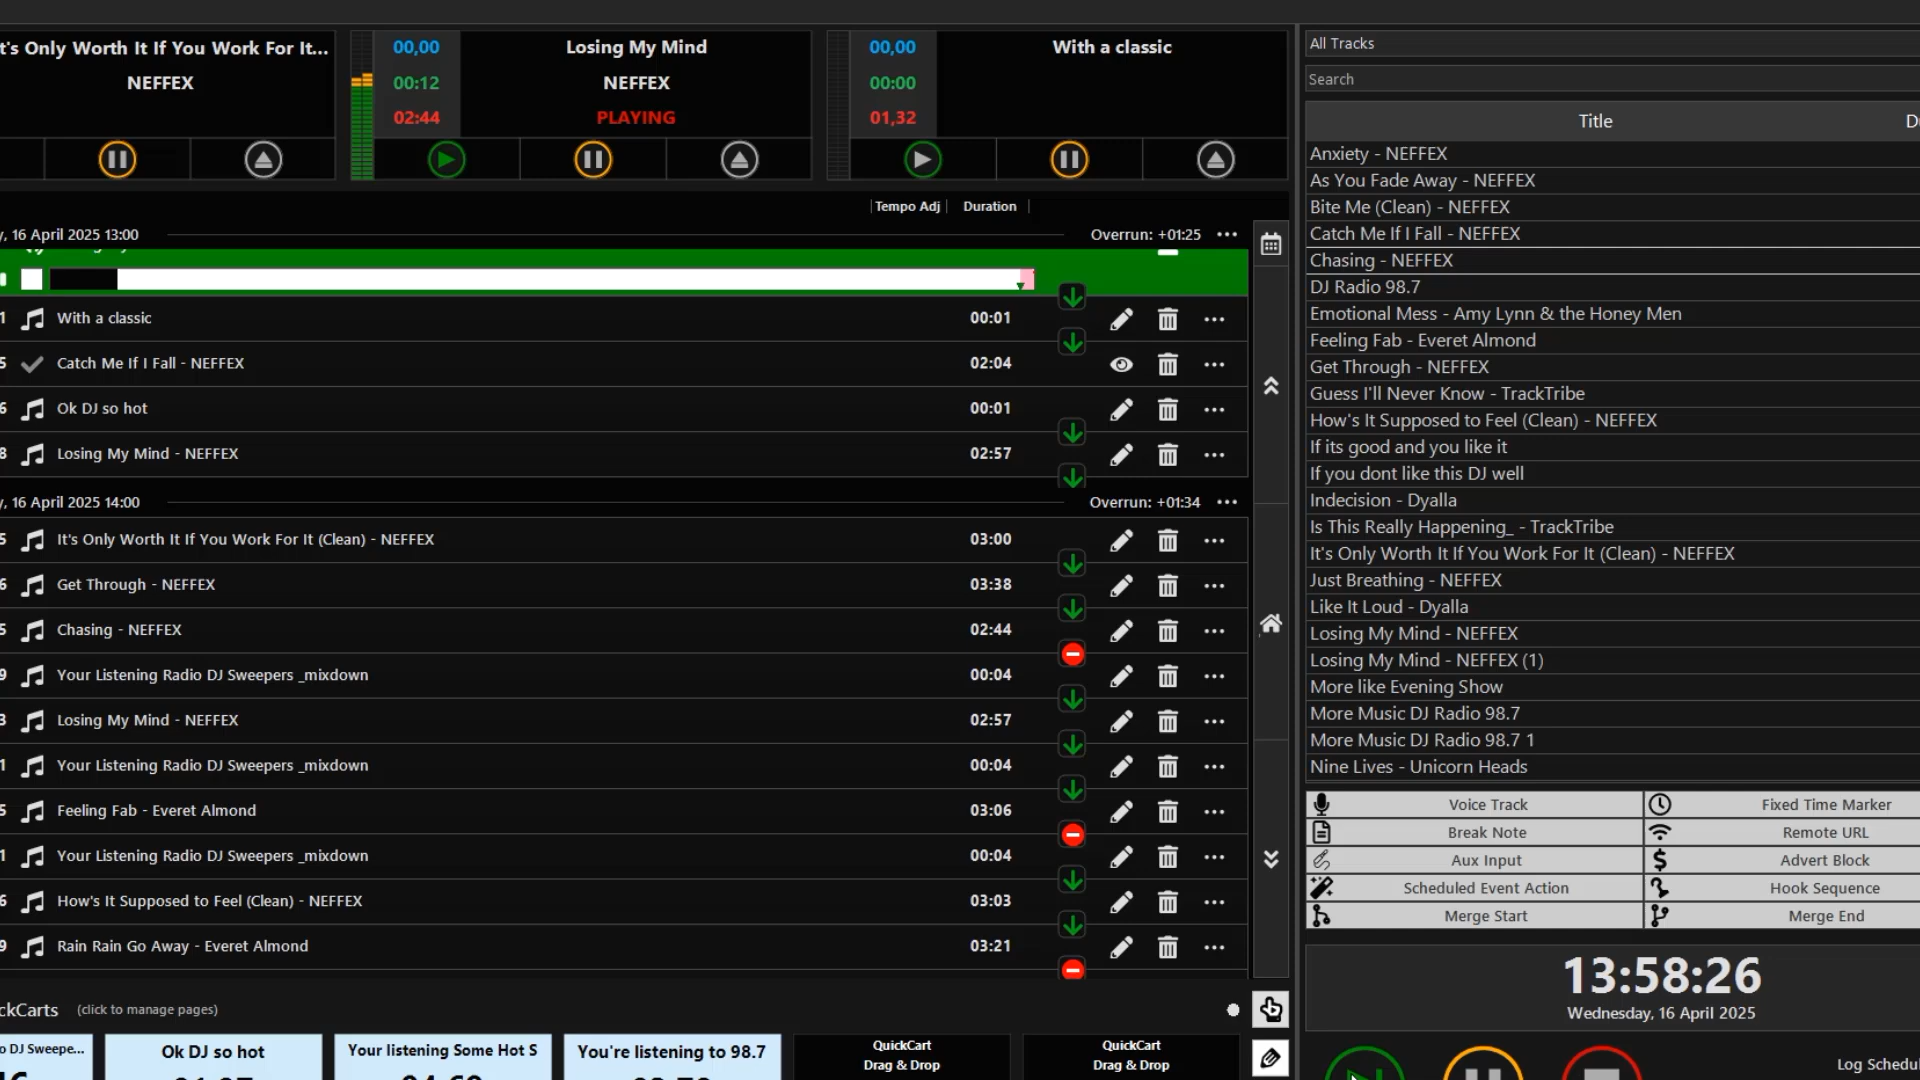 t's Only Worth It If You Work For It...
NEFFEX
00,00
00:12
02:44
Losing My Mind
NEFFEX
PLAYING
00,00
00:00
01,32
With a classic
Tempo Adj
Duration
y, 16 April 2025 13:00
Overrun: +01:25
1 With a classic 00:01
5 Catch Me If I Fall - NEFFEX 02:04
6 Ok DJ so hot 00:01
8 Losing My Mind - NEFFEX 02:57
y, 16 April 2025 14:00
Overrun: +01:34
5 It's Only Worth It If You Work For It (Clean) - NEFFEX 03:00
6 Get Through - NEFFEX 03:38
5 Chasing - NEFFEX 02:44
9 Your Listening Radio DJ Sweepers _mixdown 00:04
3 Losing My Mind - NEFFEX 02:57
1 Your Listening Radio DJ Sweepers _mixdown 00:04
5 Feeling Fab - Everet Almond 03:06
1 Your Listening Radio DJ Sweepers _mixdown 00:04
6 How's It Supposed to Feel (Clean) - NEFFEX 03:03
9 Rain Rain Go Away - Everet Almond 03:21
ckCarts (click to manage pages)
o DJ Sweepe...
Ok DJ so hot
Your listening Some Hot S
You're listening to 98.7
QuickCart
Drag & Drop
QuickCart
Drag & Drop
All Tracks
Search
Title
Anxiety - NEFFEX
As You Fade Away - NEFFEX
Bite Me (Clean) - NEFFEX
Catch Me If I Fall - NEFFEX
Chasing - NEFFEX
DJ Radio 98.7
Emotional Mess - Amy Lynn & the Honey Men
Feeling Fab - Everet Almond
Get Through - NEFFEX
Guess I'll Never Know - TrackTribe
How's It Supposed to Feel (Clean) - NEFFEX
If its good and you like it
If you dont like this DJ well
Indecision - Dyalla
Is This Really Happening_ - TrackTribe
It's Only Worth It If You Work For It (Clean) - NEFFEX
Just Breathing - NEFFEX
Like It Loud - Dyalla
Losing My Mind - NEFFEX
Losing My Mind - NEFFEX (1)
More like Evening Show
More Music DJ Radio 98.7
More Music DJ Radio 98.7 1
Nine Lives - Unicorn Heads
Voice Track
Fixed Time Marker
Break Note
Remote URL
Aux Input
Advert Block
Scheduled Event Action
Hook Sequence
Merge Start
Merge End
13:58:26
Wednesday, 16 April 2025
Log Schedul